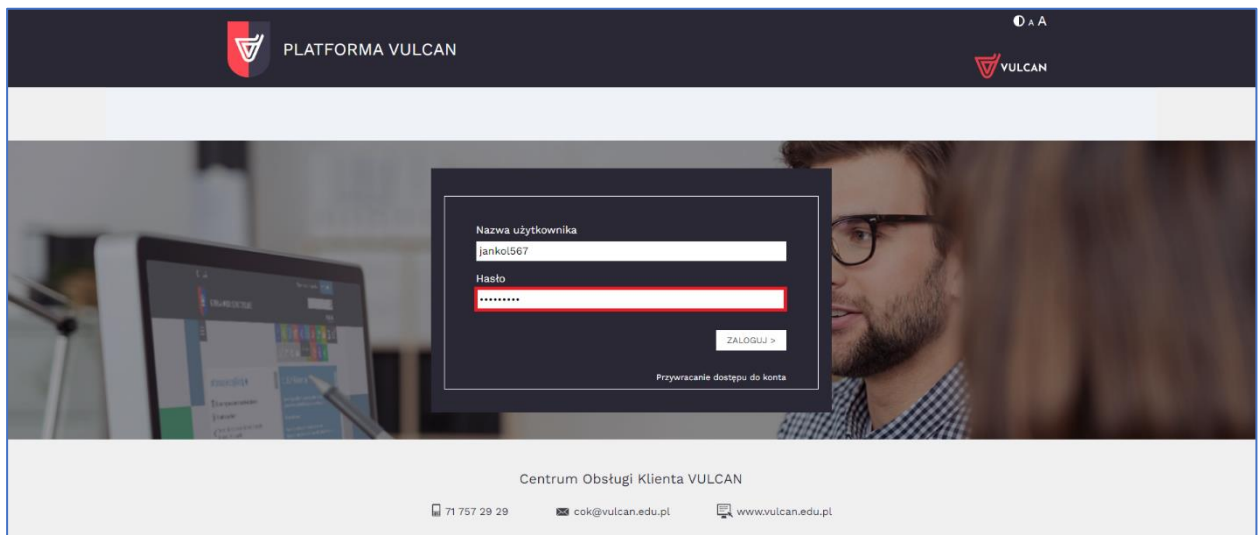 A A
PLATFORMA VULCAN
VULCAN
Nazwa użytkownika
jankol567
Hasło
•••••••••
ZALOGUJ >
Przywracanie dostępu do konta
Centrum Obsługi Klienta VULCAN
71 757 29 29 cok@vulcan.edu.pl www.vulcan.edu.pl